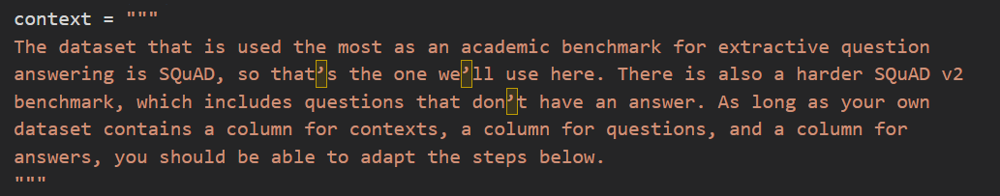 context = """
The dataset that is used the most as an academic benchmark for extractive question
answering is SQuAD, so that’s the one we’ll use here. There is also a harder SQuAD v2
benchmark, which includes questions that don’t have an answer. As long as your own
dataset contains a column for contexts, a column for questions, and a column for
answers, you should be able to adapt the steps below.
"""